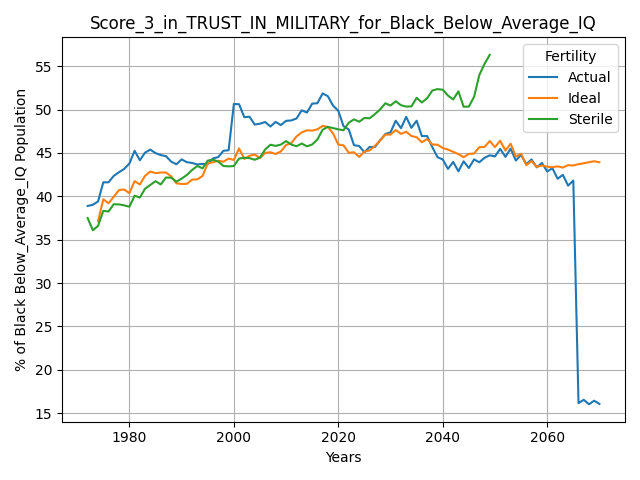 Score_3_in_TRUST_IN_MILITARY_for_Black_Below_Average_IQ
% of Black Below_Average_IQ Population
55
50
45
40
35
30
25
20
15
Fertility
Actual
Ideal
Sterile
1980 2000 2020 2040 2060
Years